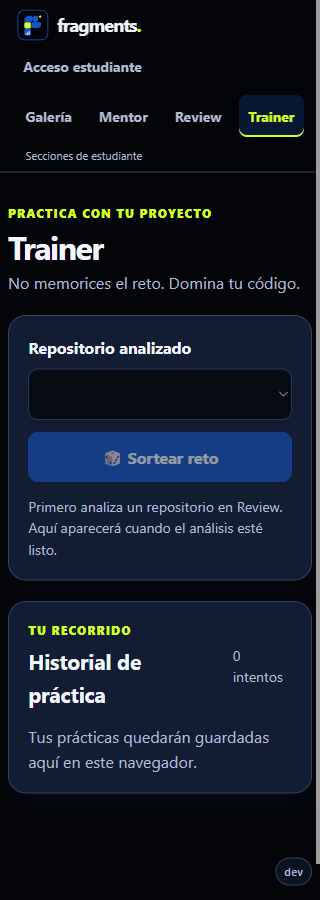 fragments.
Acceso estudiante
Galería Mentor Review Trainer
Secciones de estudiante
PRACTICA CON TU PROYECTO
Trainer
No memorices el reto. Domina tu código.
Repositorio analizado
🎲 Sortear reto
Primero analiza un repositorio en Review.
Aquí aparecerá cuando el análisis esté
listo.
TU RECORRIDO
Historial de
práctica
0
intentos
Tus prácticas quedarán guardadas
aquí en este navegador.
dev